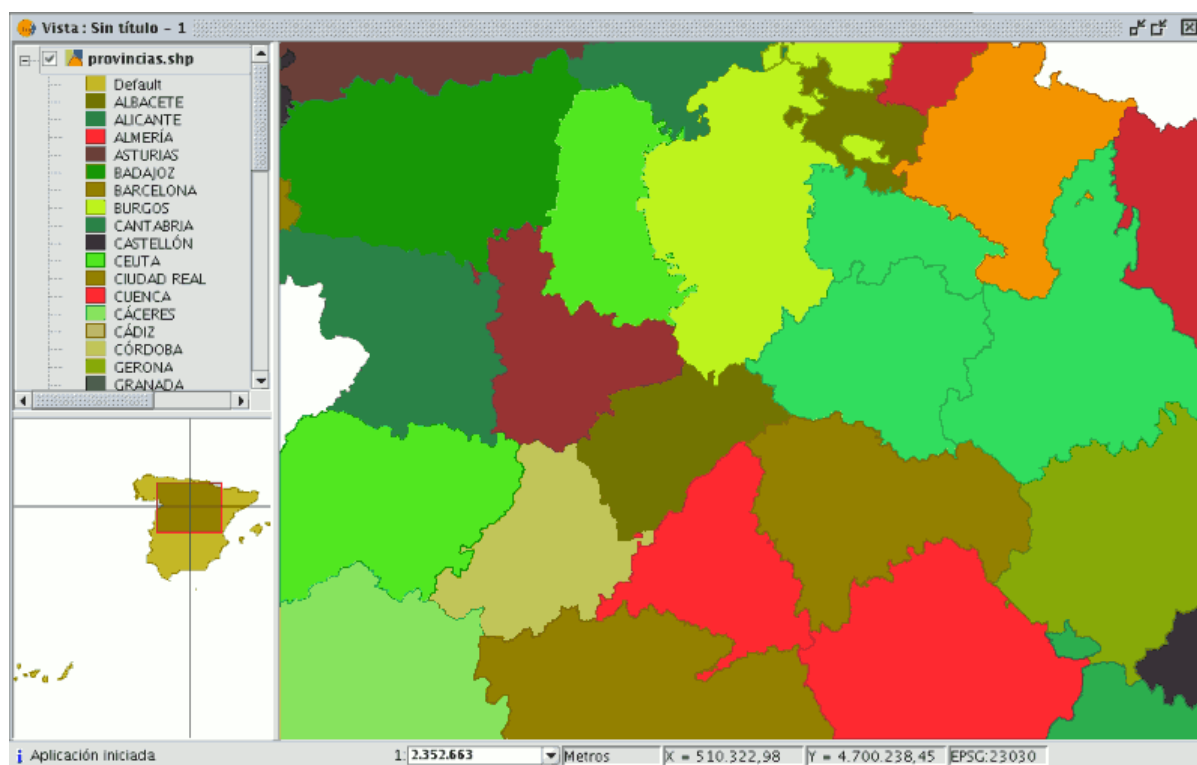 Vista : Sin título - 1
provincias.shp
Default
ALBACETE
ALICANTE
ALMERÍA
ASTURIAS
BADAJOZ
BARCELONA
BURGOS
CANTABRIA
CASTELLÓN
CEUTA
CIUDAD REAL
CUENCA
CÁCERES
CÁDIZ
CÓRDOBA
GERONA
GRANADA
Aplicación iniciada 1: 2.352.663 Metros X = 510.322,98 Y = 4.700.238,45 EPSG:23030